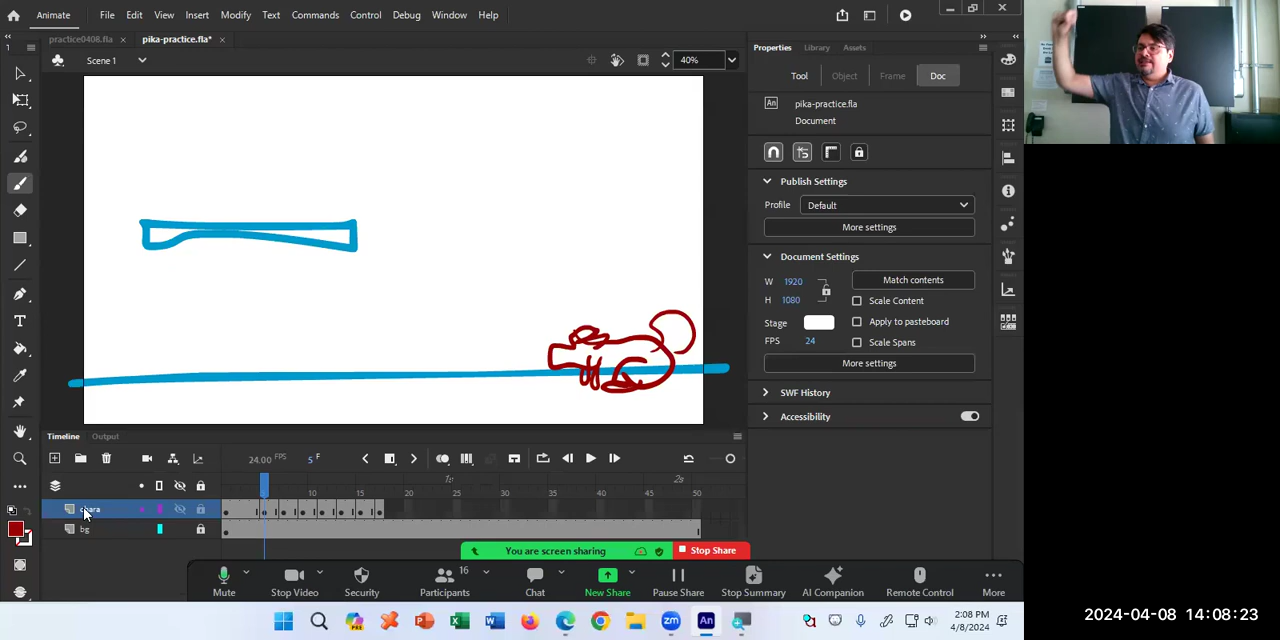 Animate File Edit View Insert Modify Text Commands Control Debug Window Help
practice0408.fla × pika-practice.fla* ×
Scene 1 40%
Properties Library Assets
Tool Object Frame Doc
An pika-practice.fla
Document
Publish Settings
Profile Default
More settings
Document Settings
W 1920 Match contents
H 1080 Scale Content
Stage Apply to pasteboard
FPS 24 Scale Spans
More settings
SWF History
Accessibility
Timeline Output
24.00 FPS 5 F
1s 2s
5 10 15 20 25 30 35 40 45 50
bg
You are screen sharing Stop Share
16
Mute Stop Video Security Participants Chat New Share Pause Share Stop Summary AI Companion Remote Control More
2:08 PM
4/8/2024
2024-04-08 14:08:23